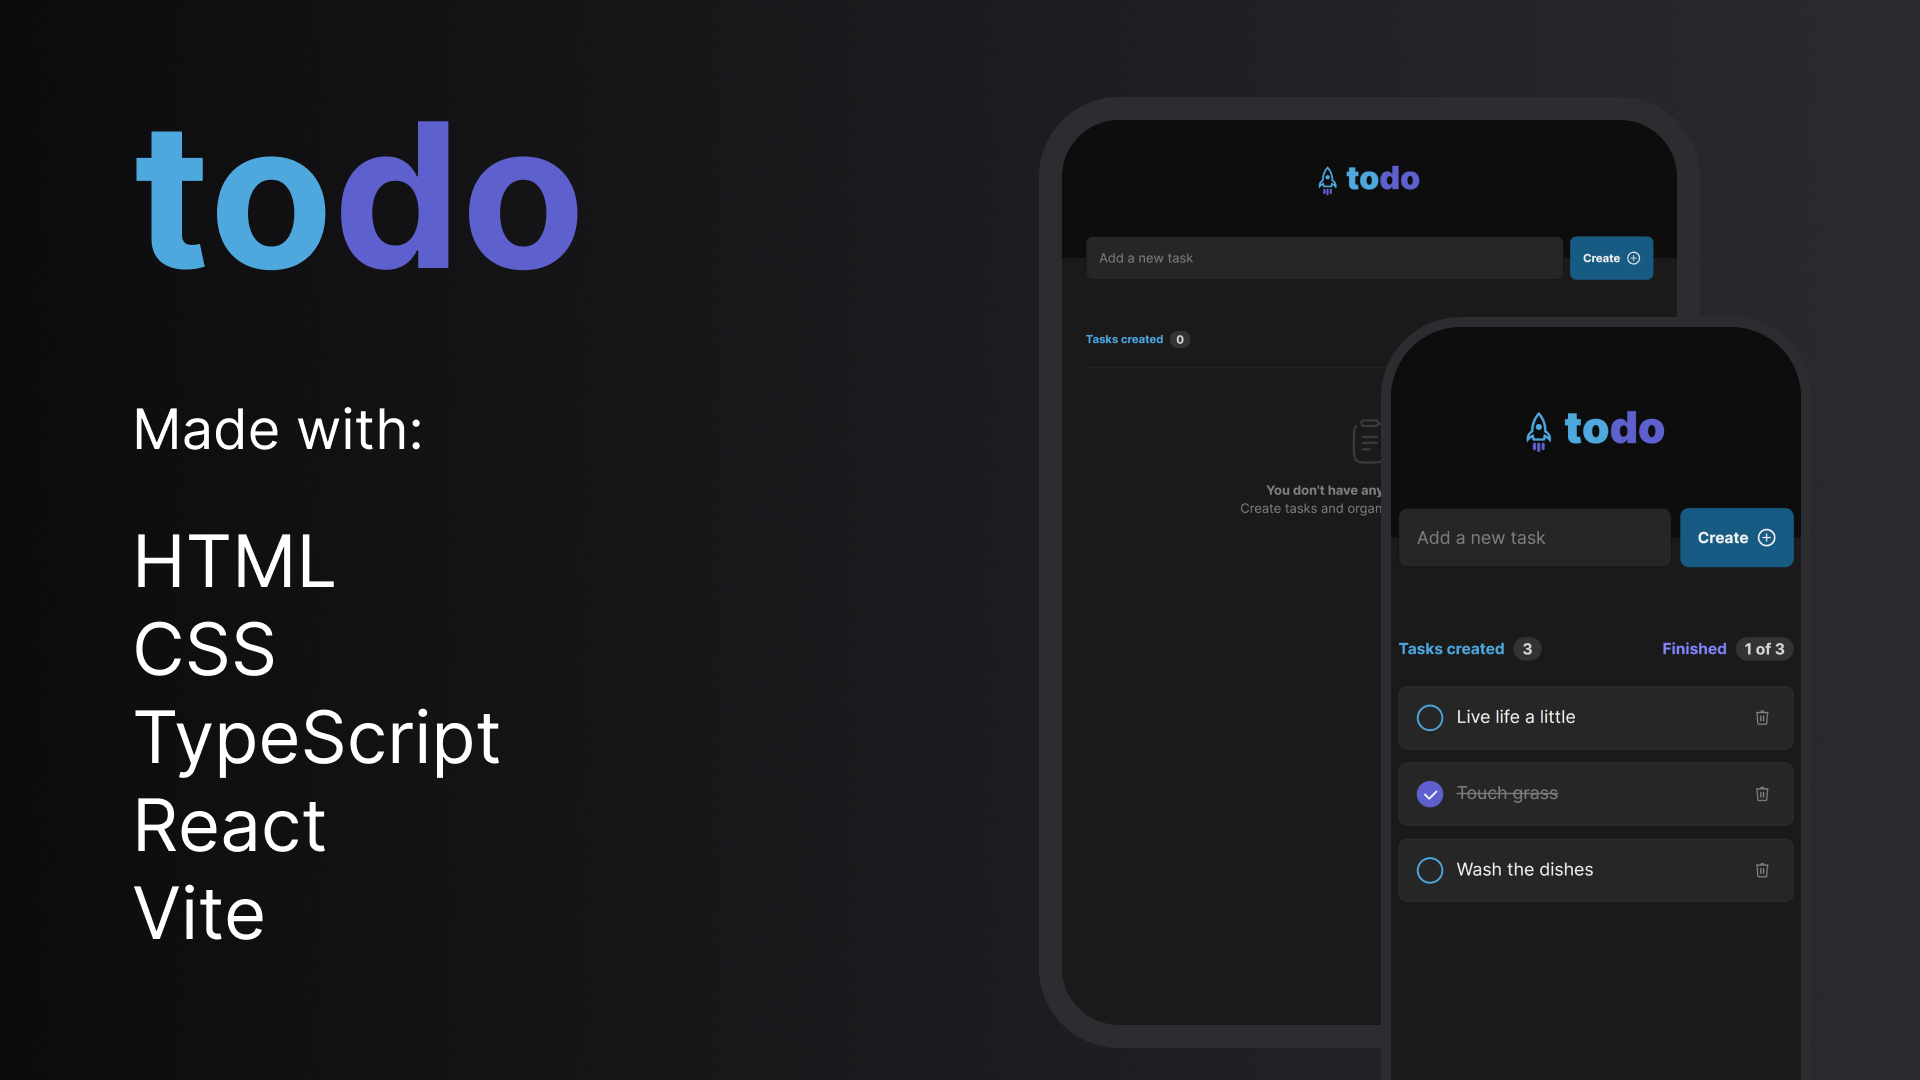 todo
Made with:
HTML
CSS
TypeScript
React
Vite
todo
Add a new task
Create
Tasks created 0
You don't have any
Create tasks and organ
todo
Add a new task
Create
Tasks created 3
Finished 1 of 3
Live life a little
Touch grass
Wash the dishes